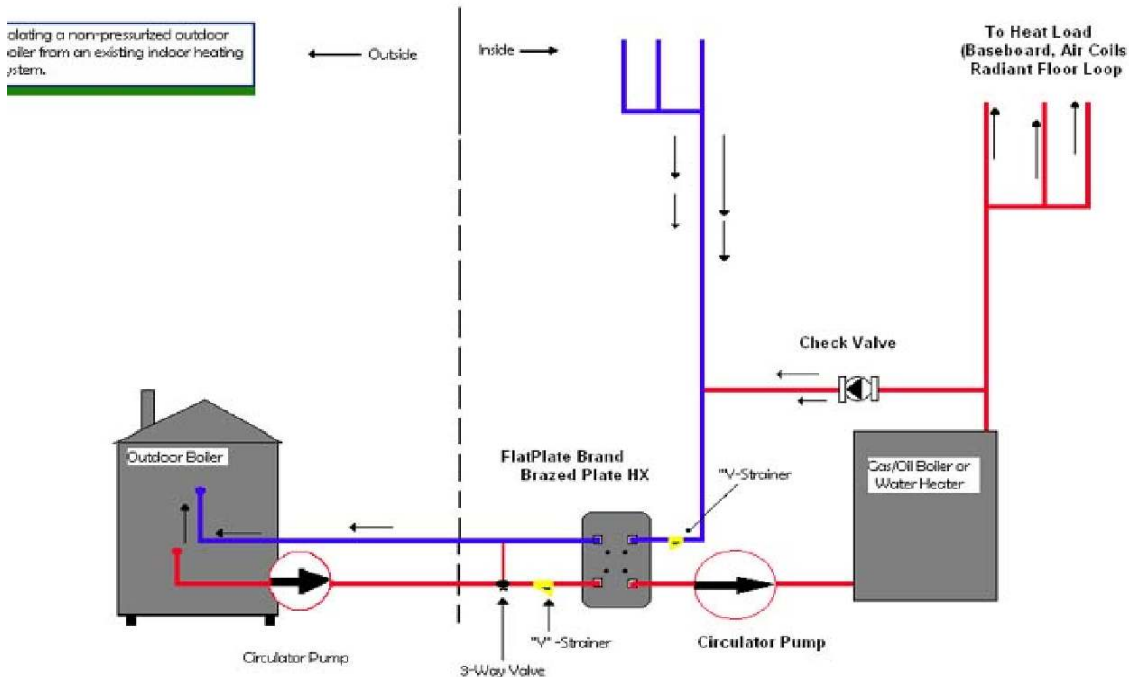 olating a non-pressurized outdoor
oiler from an existing indoor heating
ystem.
Outside
Inside
To Heat Load
(Baseboard, Air Coils
Radiant Floor Loop
Check Valve
Outdoor Boiler
FlatPlate Brand
Brazed Plate HX
"V-Strainer
Gas/Oil Boiler or
Water Heater
Circulator Pump
3-Way Valve
"V" -Strainer
Circulator Pump